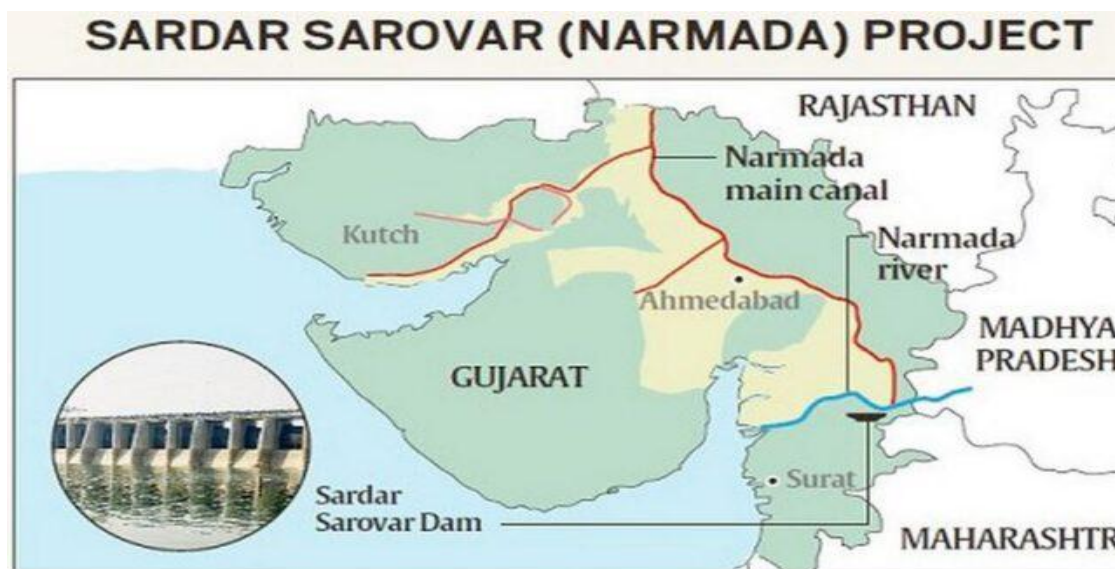 SARDAR SAROVAR (NARMADA) PROJECT
RAJASTHAN
Narmada
main canal
Kutch
Narmada
river
Ahmedabad
MADHYA
PRADESH
GUJARAT
Surat
Sardar
Sarovar Dam
MAHARASHTR